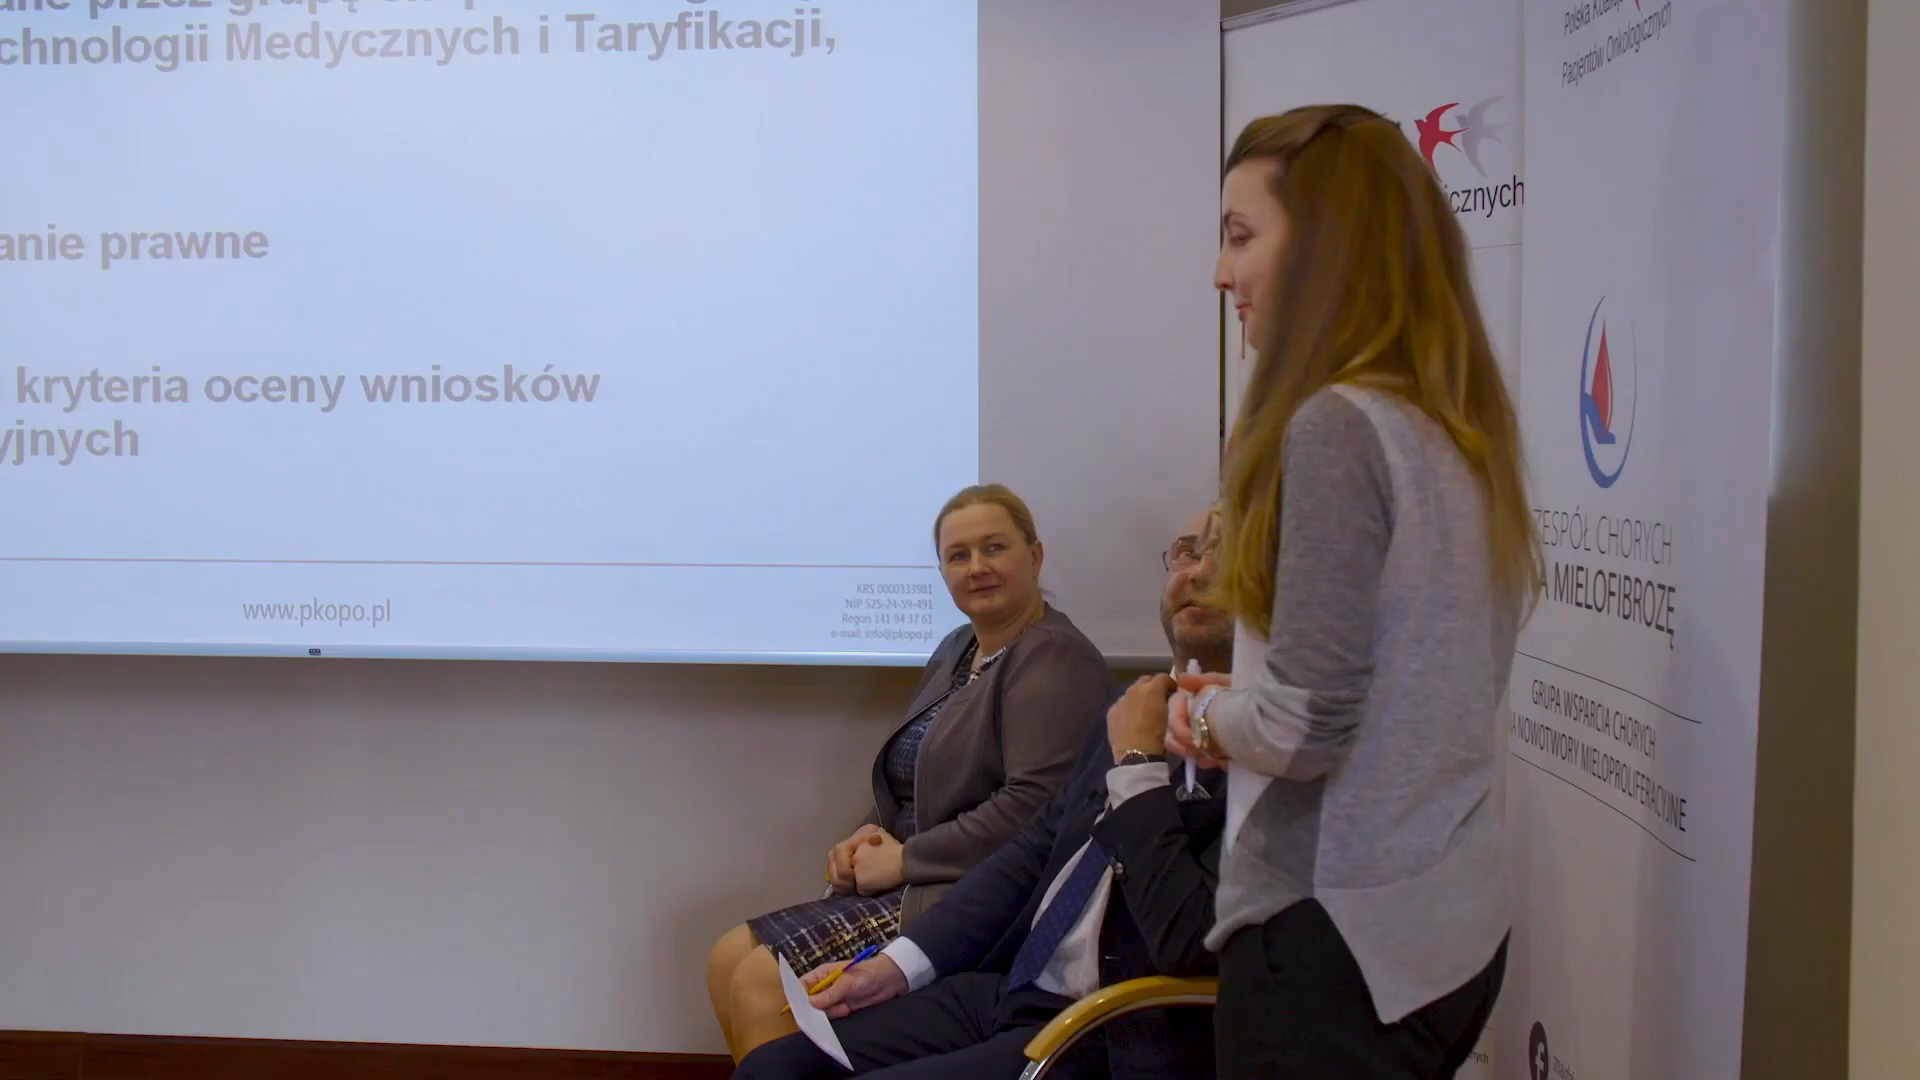 przez grupę
chnologii Medycznych i Taryfikacji,
anie prawne
kryteria oceny wniosków
yjnych
www.pkopo.pl
KRS 0000333981
NIP 525-24-59-491
Regon 141 94 37 61
e-mail: info@pkopo.pl
icznych
Polska Koalicja
Pacjentów Onkologicznych
ZESPÓŁ CHORYCH
A MIELOFIBROZĘ
GRUPA WSPARCIA CHORYCH
A NOWOTWORY MIELOPROLIFERACYJNE